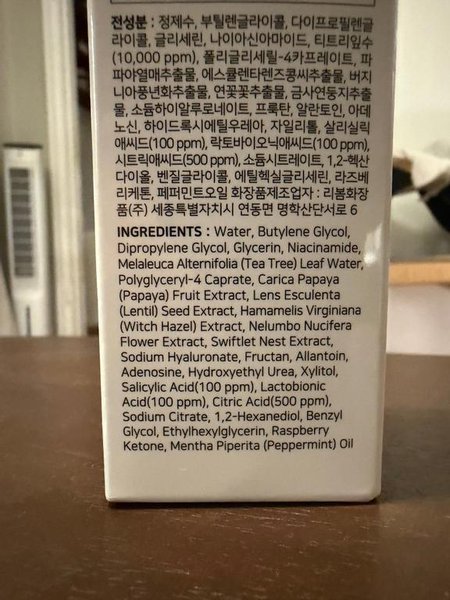 전성분 : 정제수, 부틸렌글라이콜, 다이프로필렌글
라이콜, 글리세린, 나이아신아마이드, 티트리잎수
(10,000 ppm), 폴리글리세릴-4카프레이트, 파
파야열매추출물, 에스큘렌타렌즈콩씨추출물, 버지
니아풍년화추출물, 연꽃꽃추출물, 금사연둥지추출
물, 소듐하이알루로네이트, 프룩탄, 알란토인, 아데
노신, 하이드록시에틸우레아, 자일리톨, 살리실릭
애씨드(100 ppm), 락토바이오닉애씨드(100 ppm),
시트릭애씨드(500 ppm), 소듐시트레이트, 1,2-헥산
다이올, 벤질글라이콜, 에틸헥실글리세린, 라즈베
리케톤, 페퍼민트오일 화장품제조업자 : 리봄화장
품(주) 세종특별자치시 연동면 명학산단서로 6
INGREDIENTS : Water, Butylene Glycol,
Dipropylene Glycol, Glycerin, Niacinamide,
Melaleuca Alternifolia (Tea Tree) Leaf Water,
Polyglyceryl-4 Caprate, Carica Papaya
(Papaya) Fruit Extract, Lens Esculenta
(Lentil) Seed Extract, Hamamelis Virginiana
(Witch Hazel) Extract, Nelumbo Nucifera
Flower Extract, Swiftlet Nest Extract,
Sodium Hyaluronate, Fructan, Allantoin,
Adenosine, Hydroxyethyl Urea, Xylitol,
Salicylic Acid(100 ppm), Lactobionic
Acid(100 ppm), Citric Acid(500 ppm),
Sodium Citrate, 1,2-Hexanediol, Benzyl
Glycol, Ethylhexylglycerin, Raspberry
Ketone, Mentha Piperita (Peppermint) Oil